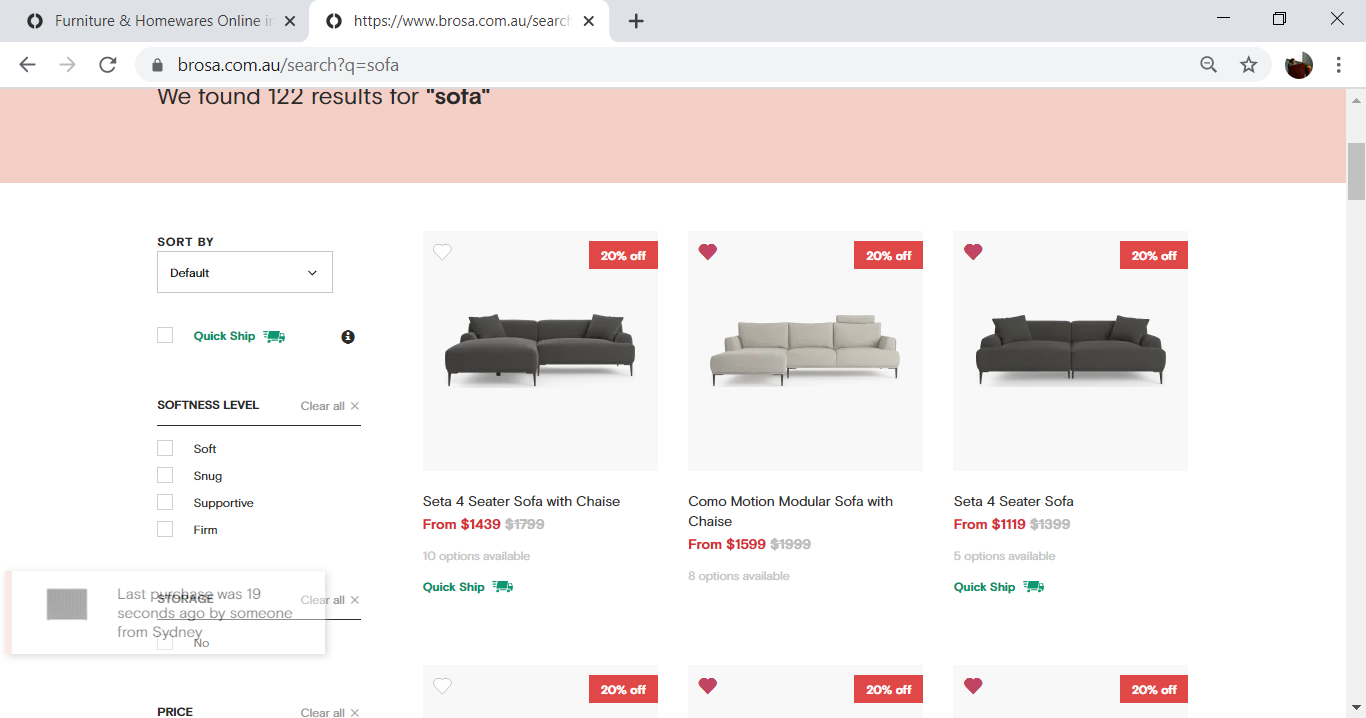 Furniture & Homewares Online in
https://www.brosa.com.au/search
brosa.com.au/search?q=sofa
We found 122 results for "sofa"
SORT BY
Default
Quick Ship
SOFTNESS LEVEL
Clear all
Soft
Snug
Supportive
Firm
STORAGE
Clear all
No
Last purchase was 19
seconds ago by someone
from Sydney
PRICE
Clear all
20% off
Seta 4 Seater Sofa with Chaise
From $1439 $1799
10 options available
Quick Ship
20% off
Como Motion Modular Sofa with
Chaise
From $1599 $1999
8 options available
20% off
Seta 4 Seater Sofa
From $1119 $1399
5 options available
Quick Ship
20% off
20% off
20% off